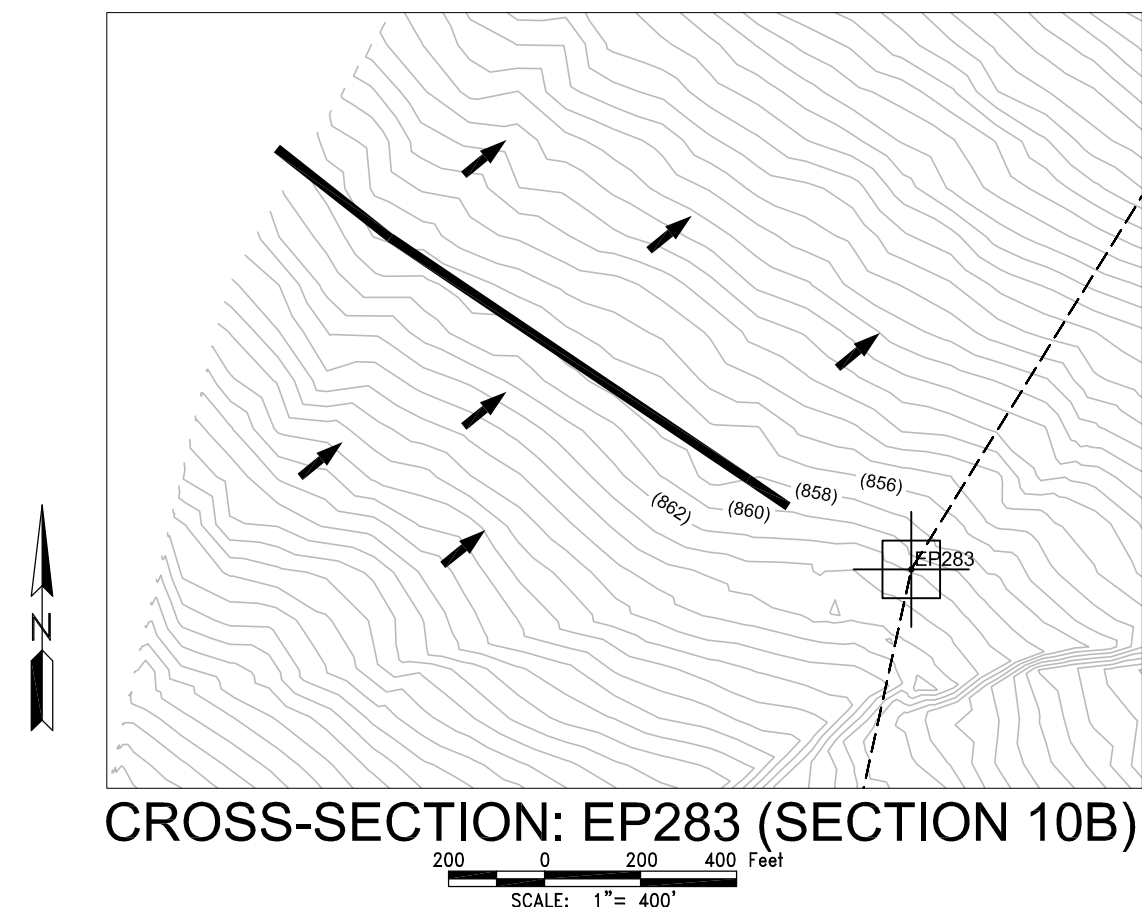 (862)
(860)
(858)
(856)
EP283
N
CROSS-SECTION: EP283 (SECTION 10B)
200 0 200 400 Feet
SCALE: 1"= 400'